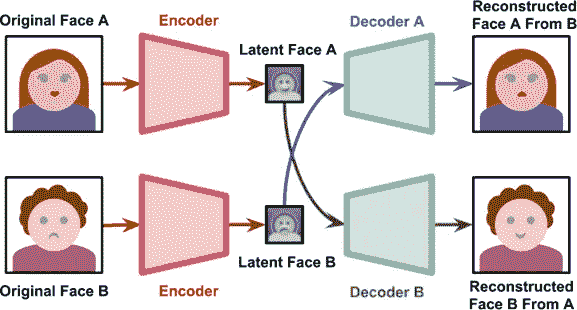 Original Face A
Encoder
Latent Face A
Decoder A
Reconstructed
Face A From B
Original Face B
Encoder
Latent Face B
Decoder B
Reconstructed
Face B From A